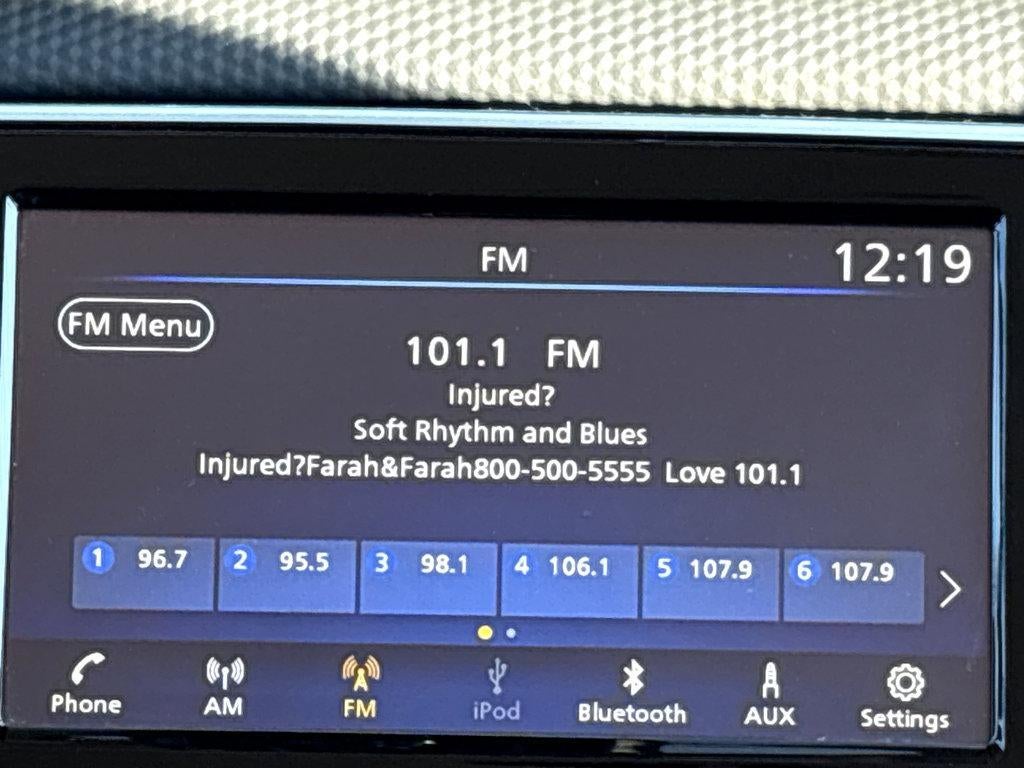 FM
12:19
FM Menu
101.1 FM
Injured?
Soft Rhythm and Blues
Injured?Farah&Farah800-500-5555 Love 101.1
1 96.7 2 95.5 3 98.1 4 106.1 5 107.9 6 107.9
Phone AM FM iPod Bluetooth AUX Settings